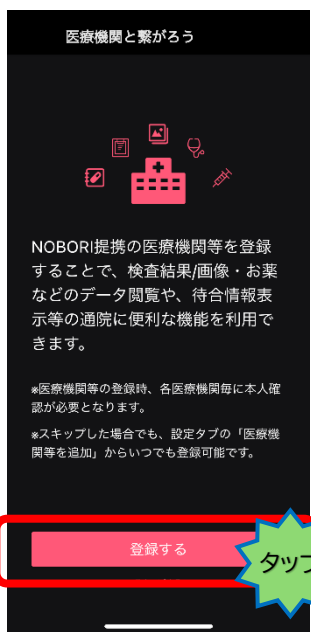 医療機関と繋がろう
NOBORI提携の医療機関等を登録
することで、検査結果/画像・お薬
などのデータ閲覧や、待合情報表
示等の通院に便利な機能を利用で
きます。
※医療機関等の登録時、各医療機関毎に本人確
認が必要となります。
※スキップした場合でも、設定タブの「医療機
関等を追加」からいつでも登録可能です。
登録する
タップ